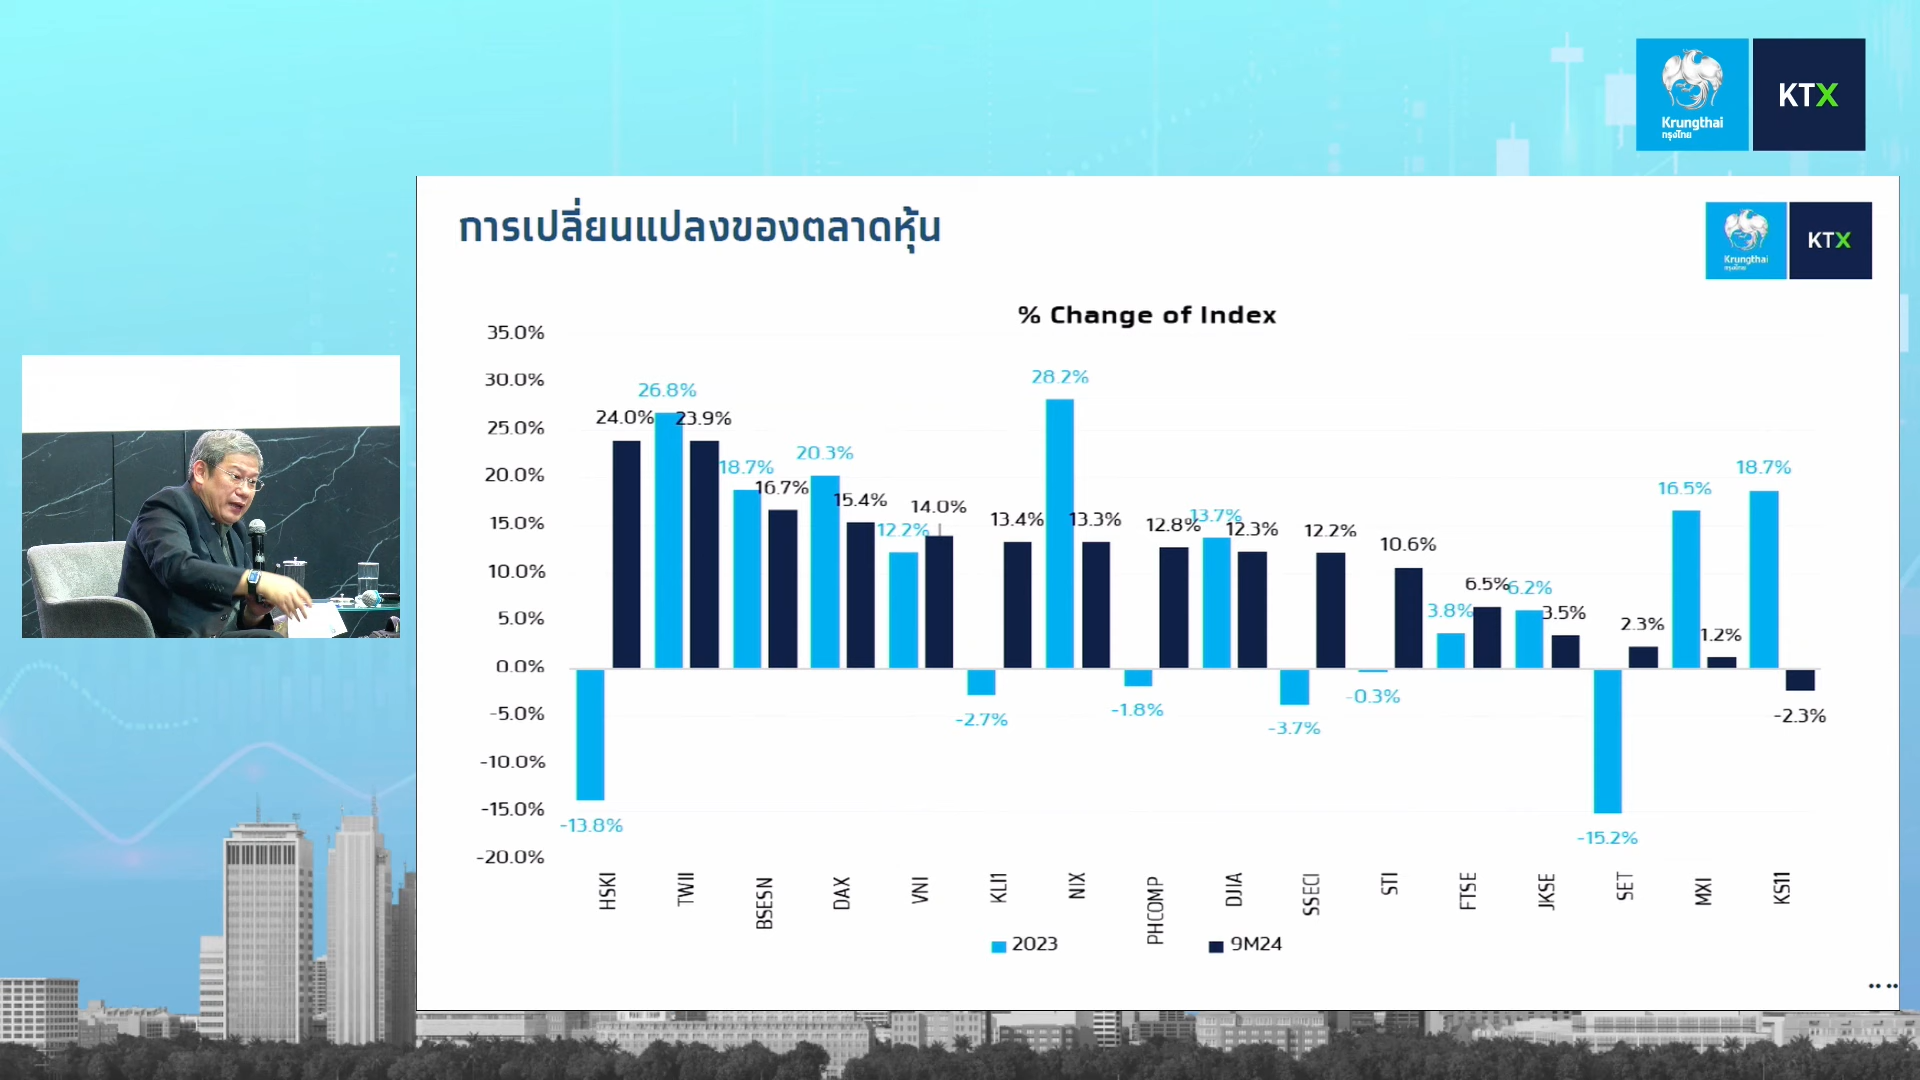 Krungthai
กรุงไทย
KTX
การเปลี่ยนแปลงของตลาดหุ้น
Krungthai
กรุงไทย
KTX
% Change of Index
35.0%
30.0%
25.0%
20.0%
15.0%
10.0%
5.0%
0.0%
-5.0%
-10.0%
-15.0%
-20.0%
-13.8% 24.0%
26.8% 23.9%
18.7% 16.7%
20.3% 15.4%
12.2% 14.0%
-2.7% 13.4%
28.2% 13.3%
-1.8% 12.8%
13.7% 12.3%
-3.7% 12.2%
-0.3% 10.6%
3.8% 6.5%
6.2% 3.5%
-15.2% 2.3%
16.5% 1.2%
18.7% -2.3%
HSKI TWII BSESN DAX VNI KLI1 NIX PHCOMP DJIA SSECI STI FTSE JKSE SET MXI KS11
2023 9M24